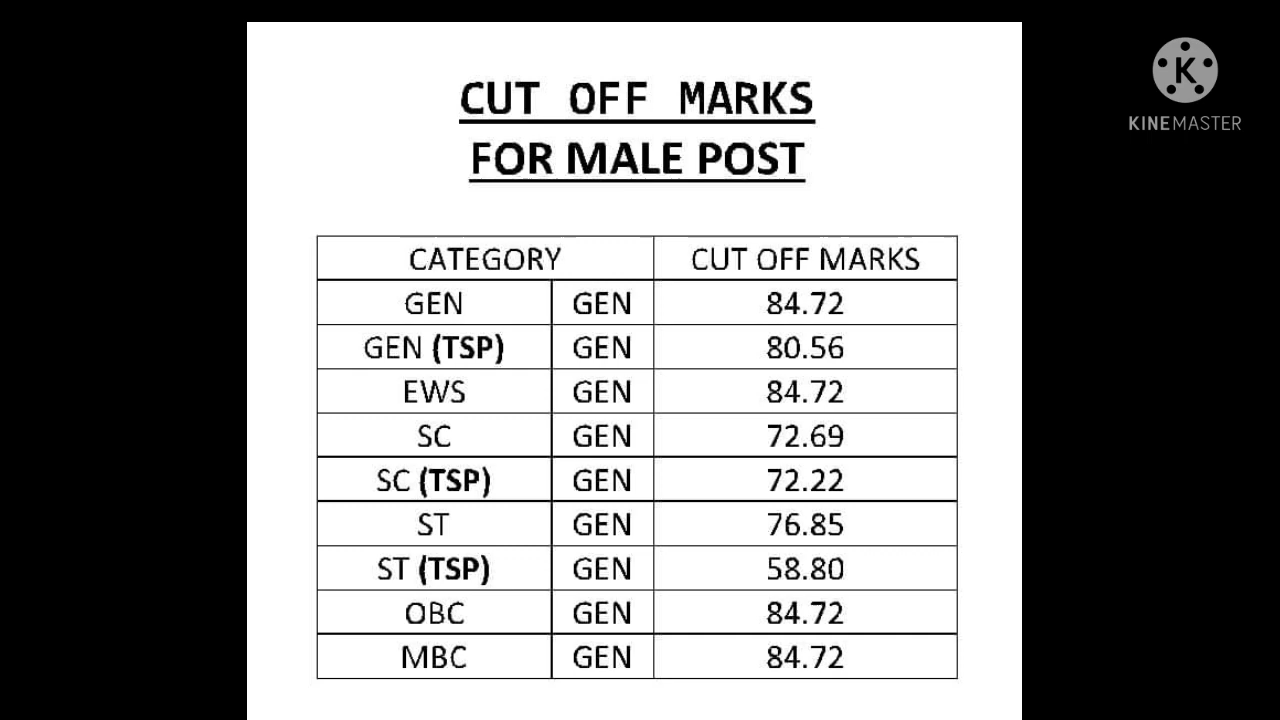 CUT OFF MARKS
FOR MALE POST
KINEMASTER
CATEGORY CUT OFF MARKS
GEN GEN 84.72
GEN (TSP) GEN 80.56
EWS GEN 84.72
SC GEN 72.69
SC (TSP) GEN 72.22
ST GEN 76.85
ST (TSP) GEN 58.80
OBC GEN 84.72
MBC GEN 84.72